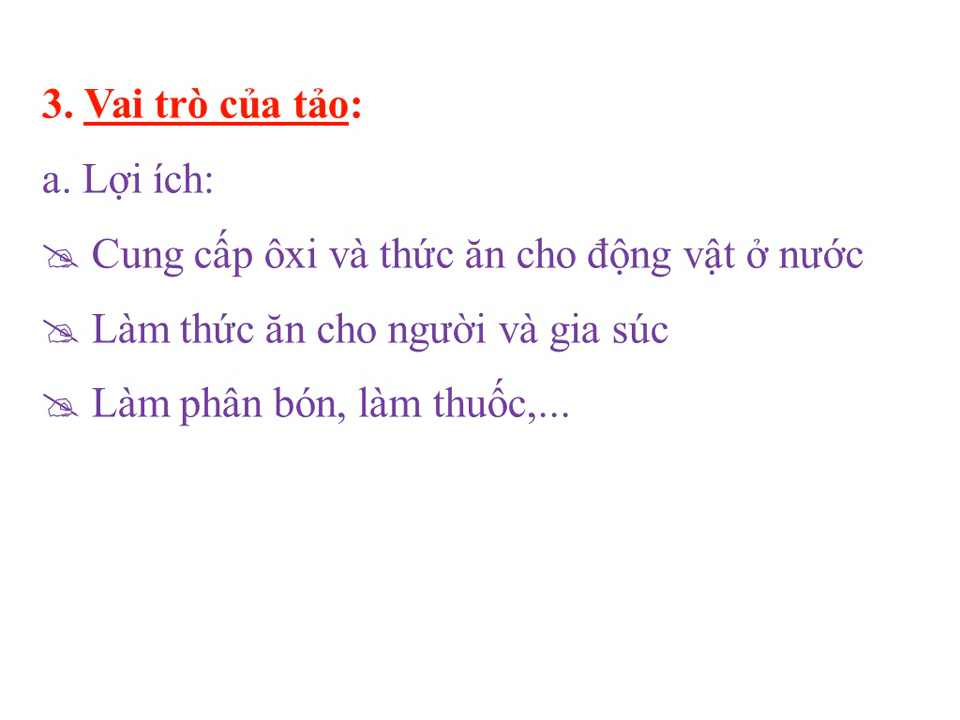 3. Vai trò của tảo:
a. Lợi ích:
Cung cấp ôxi và thức ăn cho động vật ở nước
Làm thức ăn cho người và gia súc
Làm phân bón, làm thuốc,...